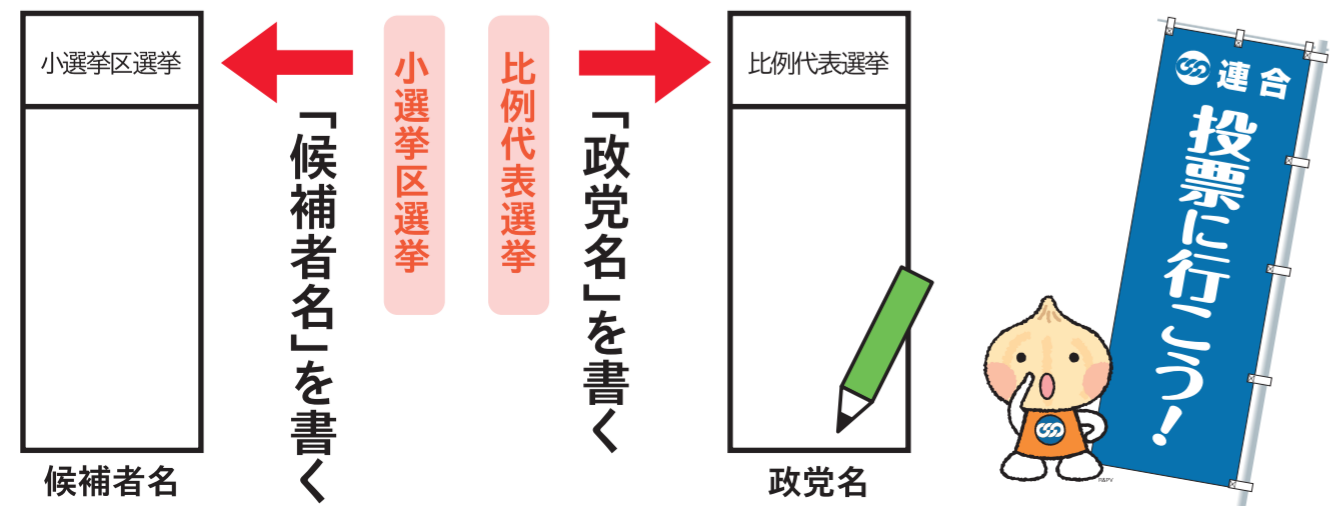 小選挙区選挙
候補者名
「候補者名」を書く
小選挙区選挙
比例代表選挙
「政党名」を書く
比例代表選挙
政党名
連合
投票に行こう！